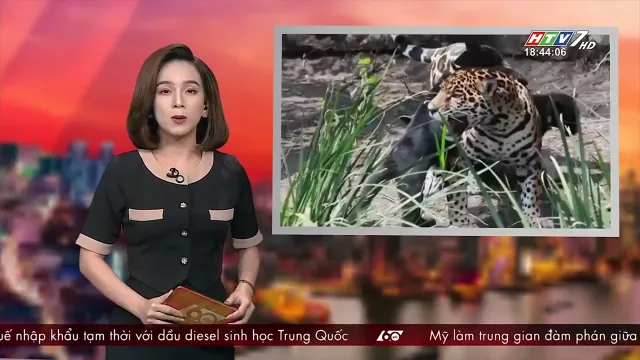 HTV7 HD
18:44:06
uế nhập khẩu tạm thời với dầu diesel sinh học Trung Quốc
60
Mỹ làm trung gian đàm phán giữa